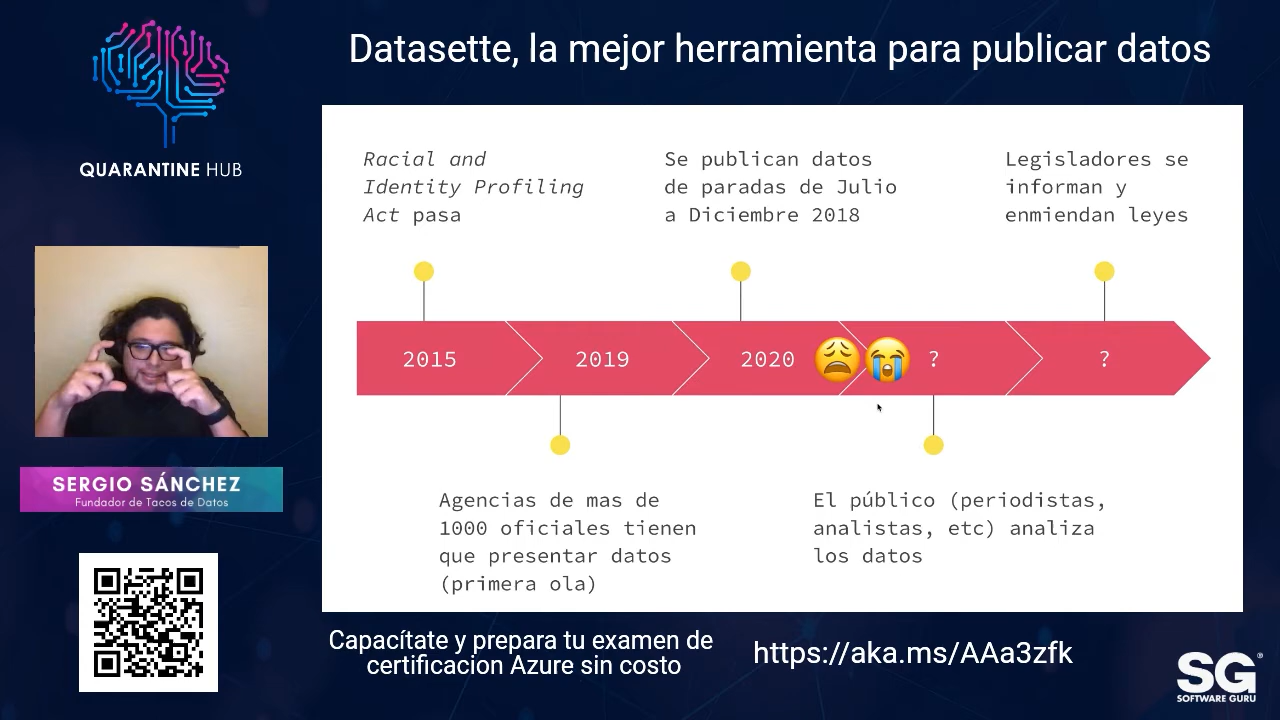 Datasette, la mejor herramienta para publicar datos
QUARANTINE HUB
Racial and
Identity Profiling
Act pasa
Se publican datos
de paradas de Julio
a Diciembre 2018
Legisladores se
informan y
enmiendan leyes
2015
2019
2020
?
?
Agencias de mas de
1000 oficiales tienen
que presentar datos
(primera ola)
El público (periodistas,
analistas, etc) analiza
los datos
SERGIO SÁNCHEZ
Fundador de Tacos de Datos
Capacítate y prepara tu examen de
certificacion Azure sin costo
https://aka.ms/AAa3zfk
SG®
SOFTWARE GURU